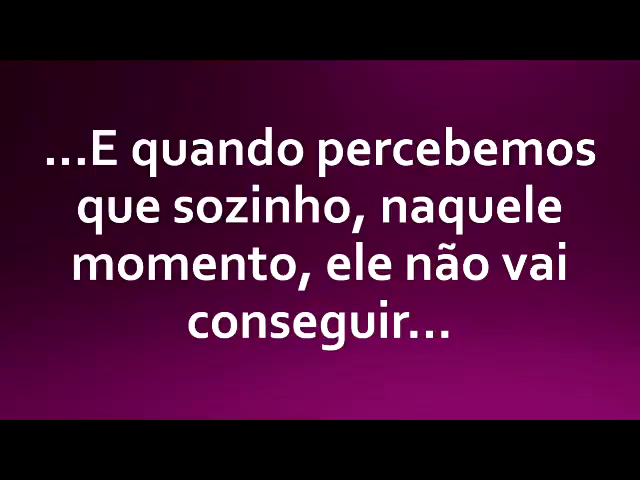 ...E quando percebemos
que sozinho, naquele
momento, ele não vai
conseguir...